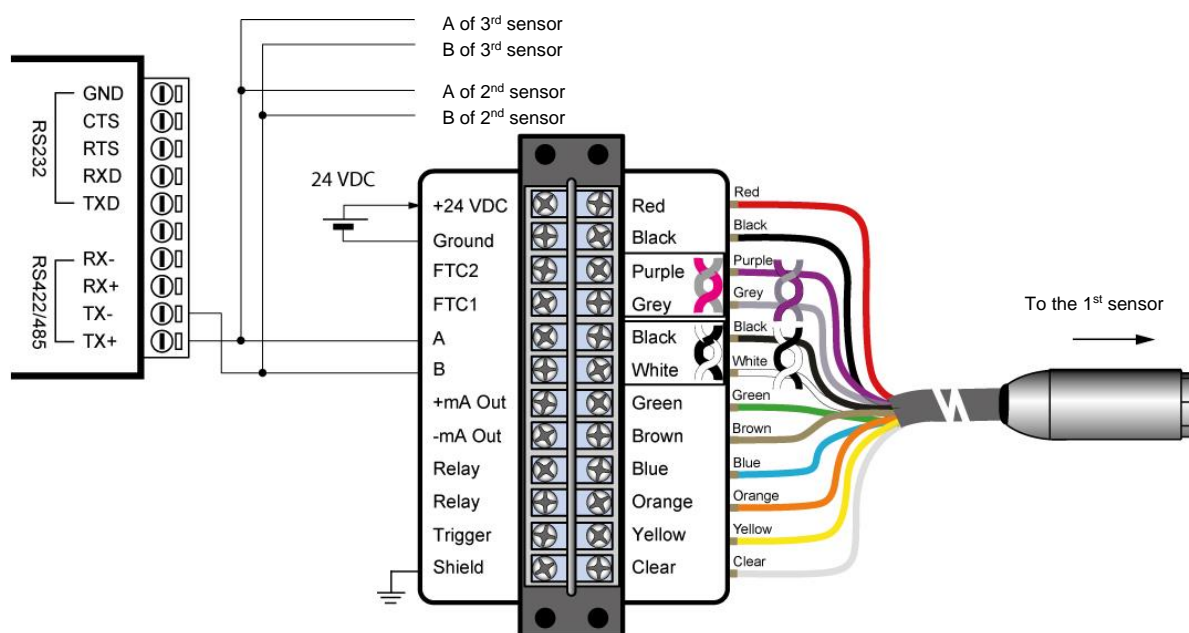 A of 3rd sensor
B of 3rd sensor
A of 2nd sensor
B of 2nd sensor
RS232
GND
CTS
RTS
RXD
TXD
RS422/485
RX-
RX+
TX-
TX+
24 VDC
+24 VDC
Ground
FTC2
FTC1
A
B
+mA Out
-mA Out
Relay
Relay
Trigger
Shield
Red
Black
Purple
Grey
Black
White
Green
Brown
Blue
Orange
Yellow
Clear
Red
Black
Purple
Grey
Black
White
Green
Brown
Blue
Orange
Yellow
Clear
To the 1st sensor